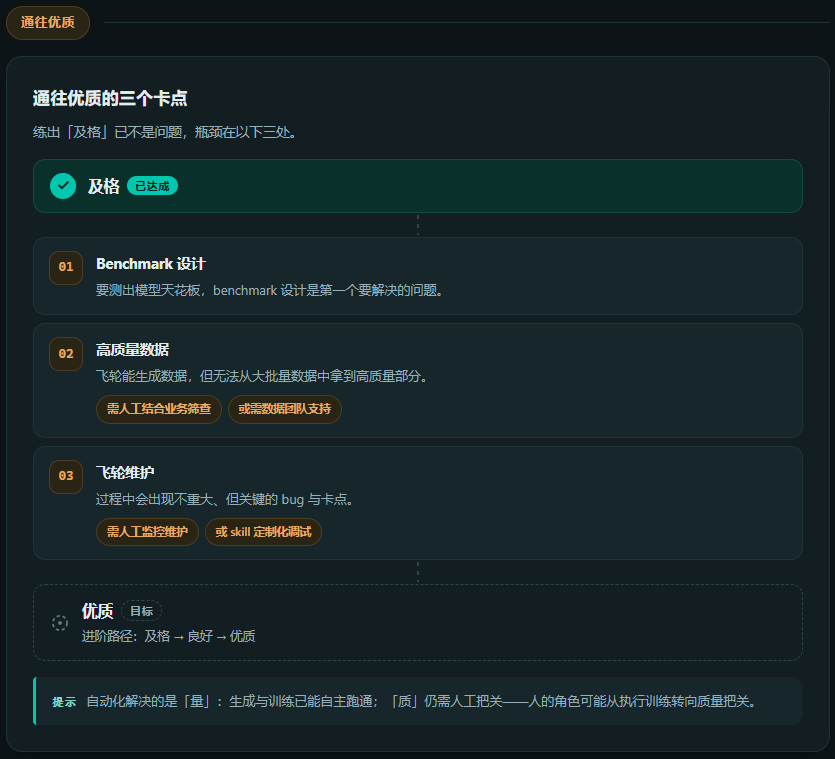 通往优质
通往优质的三个卡点
练出「及格」已不是问题，瓶颈在以下三处。
及格 已达成
01 Benchmark 设计
要测出模型天花板，benchmark 设计是第一个要解决的问题。
02 高质量数据
飞轮能生成数据，但无法从大批量数据中拿到高质量部分。
需人工结合业务筛查 或需数据团队支持
03 飞轮维护
过程中会出现不重大、但关键的 bug 与卡点。
需人工监控维护 或 skill 定制化调试
优质 目标
进阶路径：及格 → 良好 → 优质
提示 自动化解决的是「量」：生成与训练已能自主跑通；「质」仍需人工把关——人的角色可能从执行训练转向质量把关。